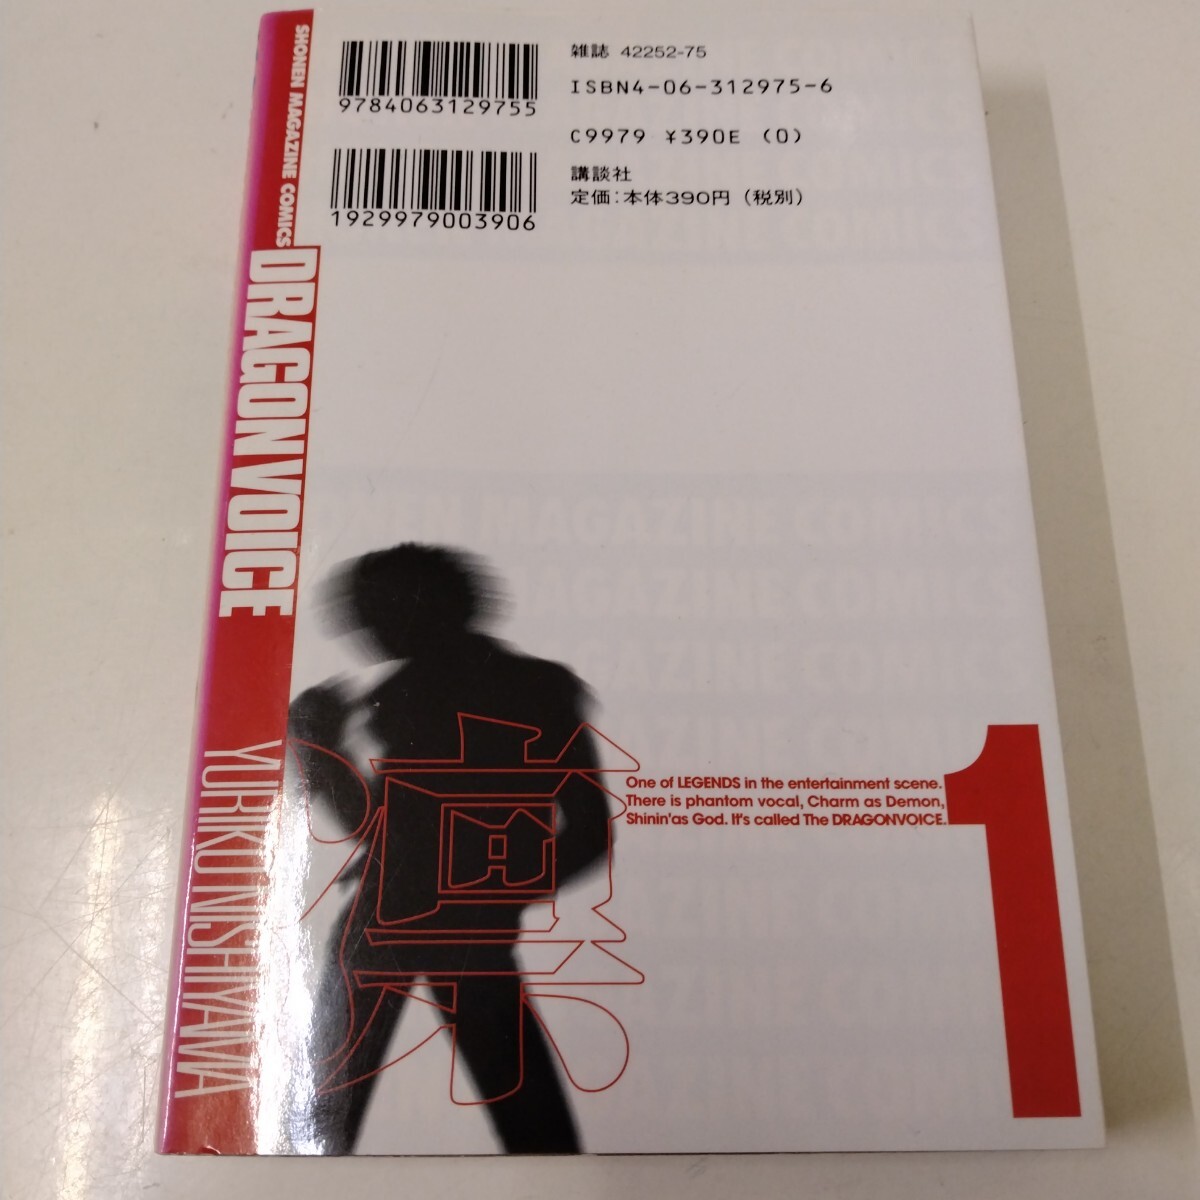 SHONEN MAGAZINE COMICS
DRAGON VOICE
YURIKO NISHIYAMA
9784063129755
1929979003906
雑誌 42252-75
ISBN4-06-312975-6
C9979 ¥390E (0)
講談社
定価:本体390円(税別)
MAGAZINE COMICS
One of LEGENDS in the entertainment scene.
There is phantom vocal, Charm as Demon,
Shinin'as God. It's called The DRAGONVOICE.
1